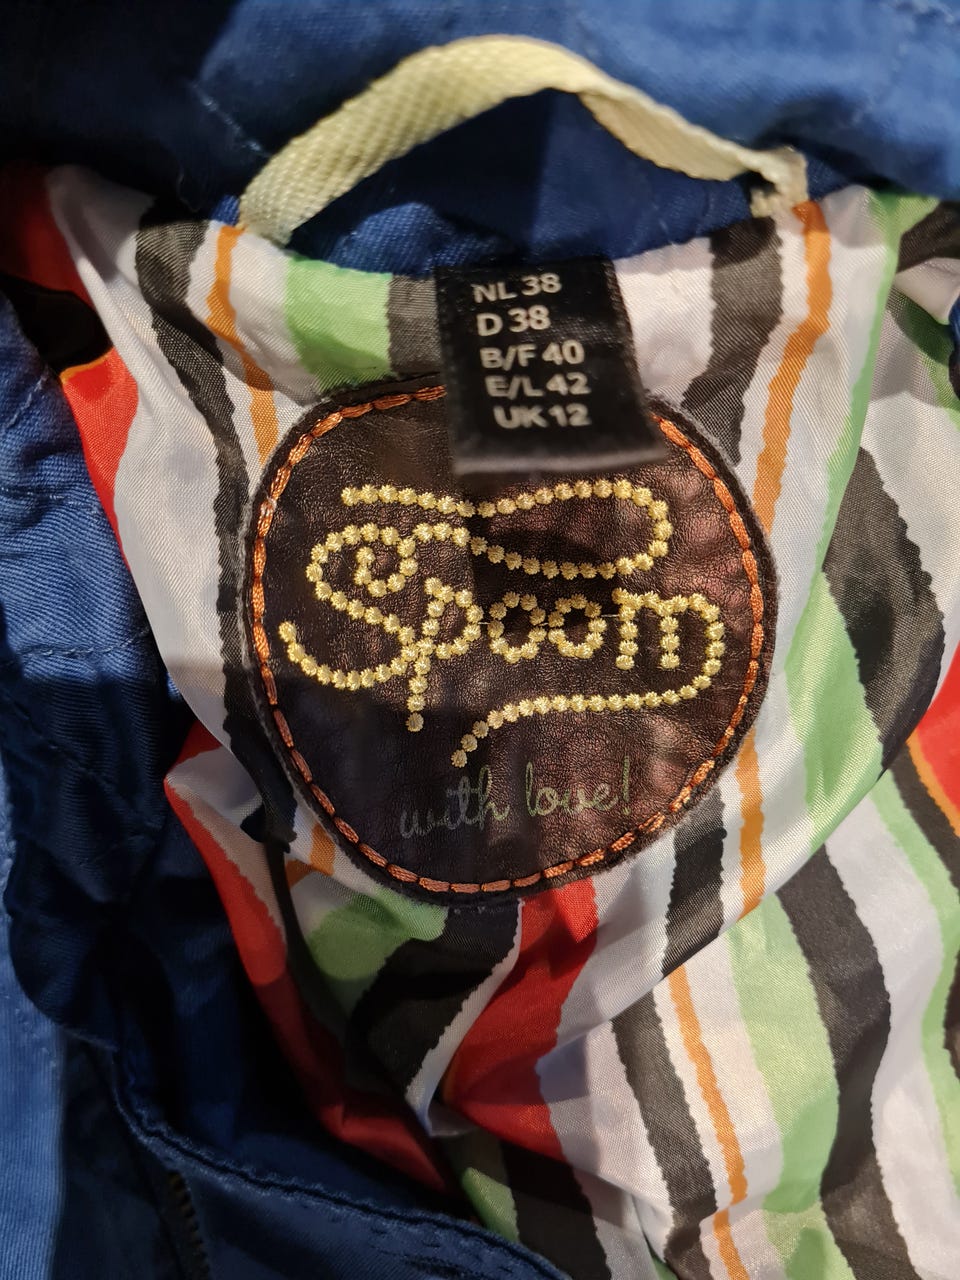 NL 38
D 38
B/F 40
E/L 42
UK 12
Spoom
with love!